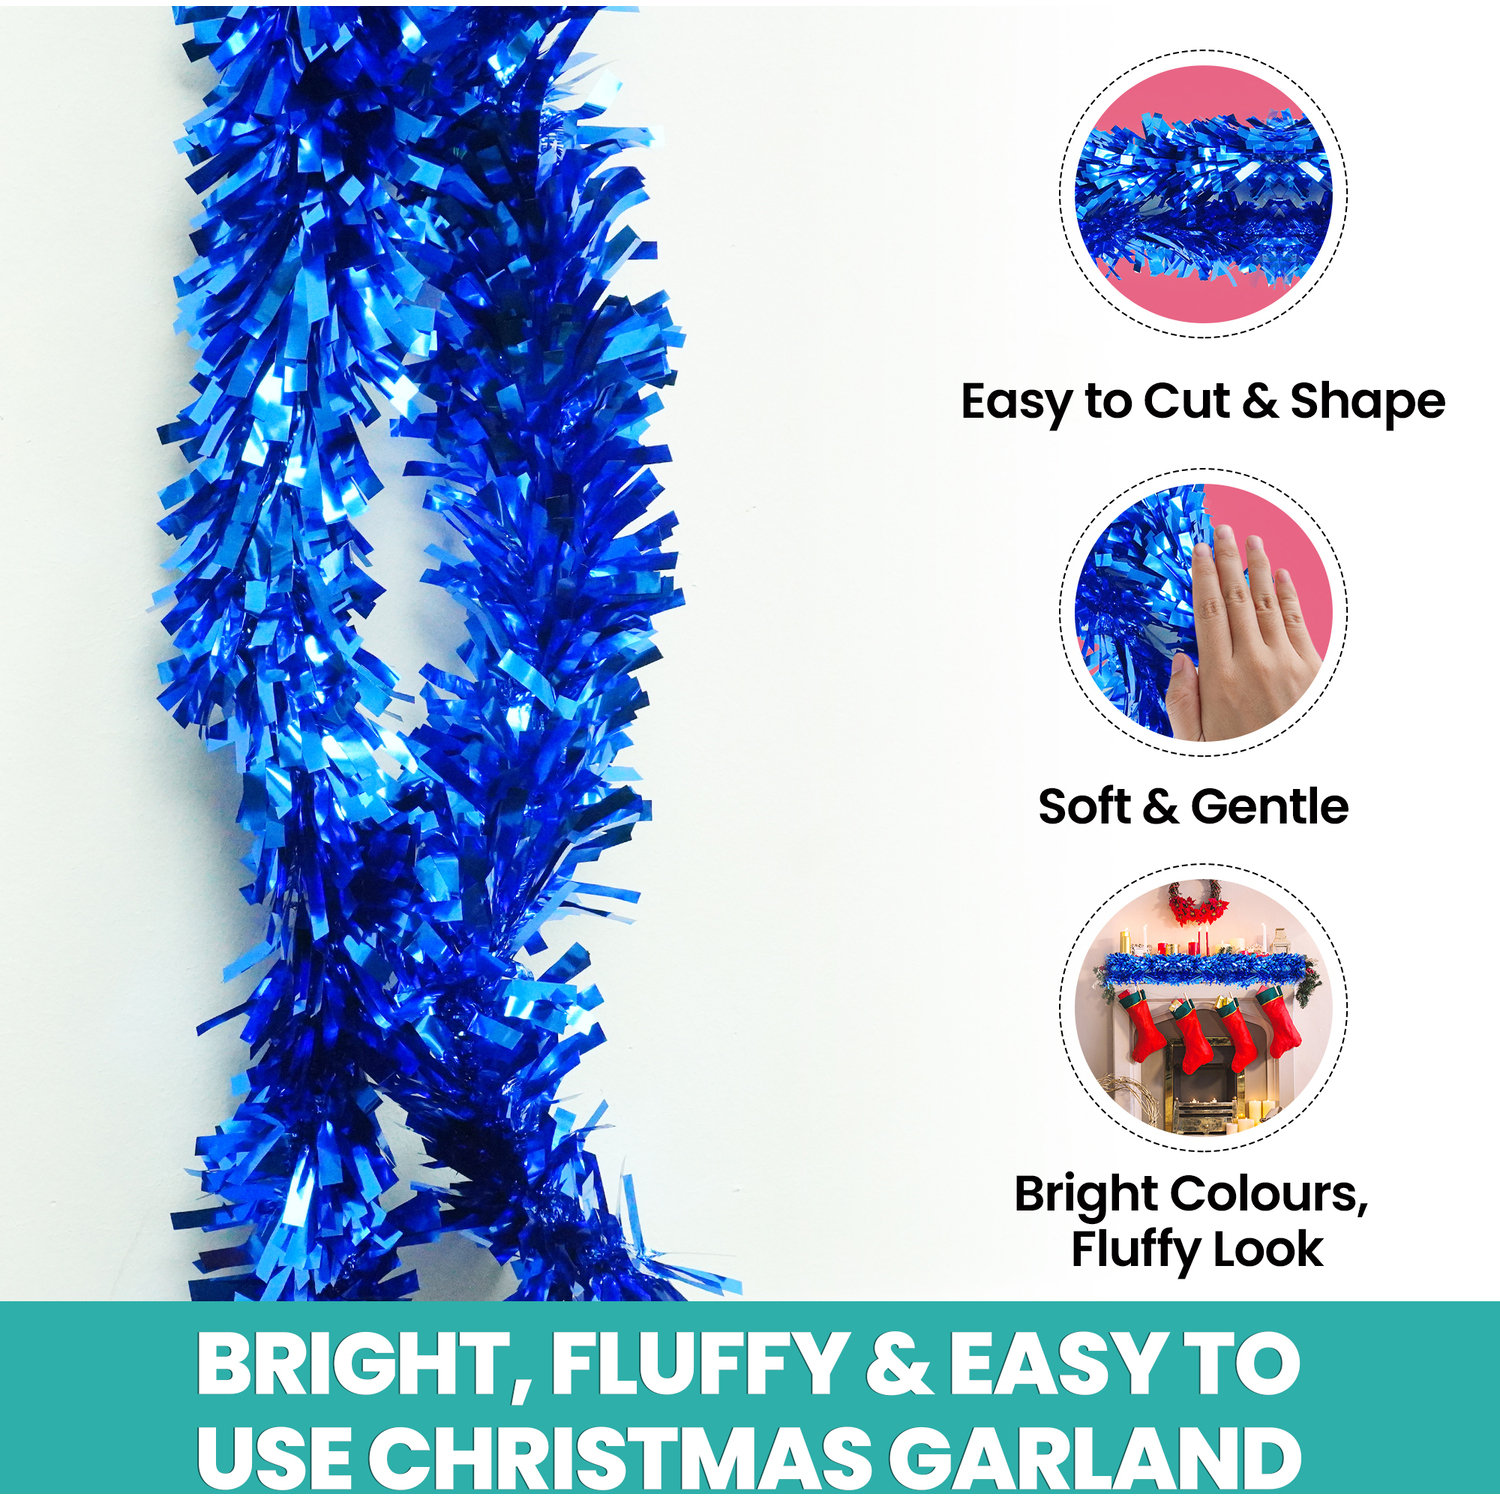 Easy to Cut & Shape
Soft & Gentle
Bright Colours,
Fluffy Look
BRIGHT, FLUFFY & EASY TO
USE CHRISTMAS GARLAND